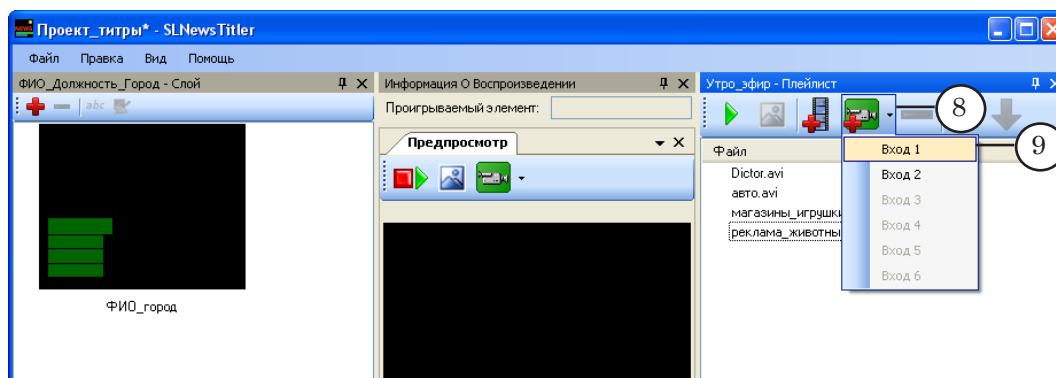 Проект_титры* - SLNewsTitler
Файл Правка Вид Помощь
ФИО_Должность_Город - Слой
abc
ФИО_город
Информация О Воспроизведении
Проигрываемый элемент:
Предпросмотр
Утро_эфир - Плейлист
8
9
Файл
Dictor.avi
авто.avi
магазины_игрушки
реклама_животны
Вход 1
Вход 2
Вход 3
Вход 4
Вход 5
Вход 6